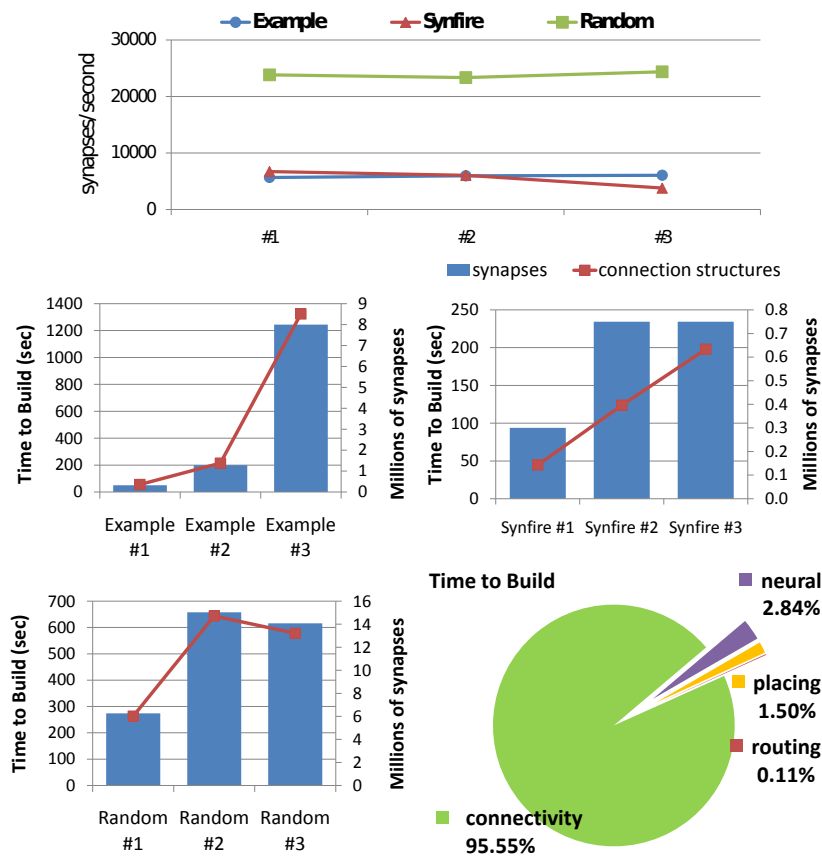 Example Synfire Random
30000
20000
10000
0
synapses/second
#1 #2 #3
synapses connection structures
1400
1200
1000
800
600
400
200
0
Time to Build (sec)
9
8
7
6
5
4
3
2
1
0
Millions of synapses
Example #1
Example #2
Example #3
250
200
150
100
50
0
Time To Build (sec)
0.8
0.7
0.6
0.5
0.4
0.3
0.2
0.1
0.0
Millions of synapses
Synfire #1 Synfire #2 Synfire #3
700
600
500
400
300
200
100
0
Time to Build (sec)
16
14
12
10
8
6
4
2
0
Millions of synapses
Random #1
Random #2
Random #3
Time to Build
neural
2.84%
placing
1.50%
routing
0.11%
connectivity
95.55%